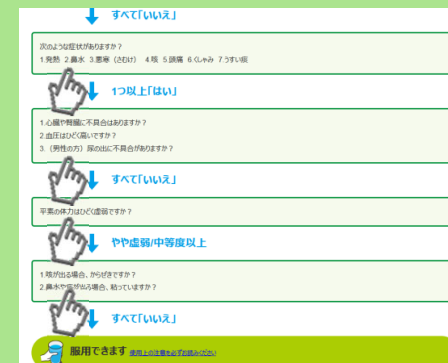 すべて「いいえ」
次のような症状がありますか?
1.発熱 2.鼻水 3.悪寒(さむけ) 4.咳 5.頭痛 6.くしゃみ 7.うすい痰
1つ以上「はい」
1.心臓や腎臓に不具合はありますか?
2.血圧はひどく高いですか?
3.(男性の方)尿の出に不具合がありますか?
すべて「いいえ」
平素の体力はひどく虚弱ですか?
やや虚弱/中等度以上
1.咳が出る場合、からぜきですか?
2.鼻水や痰が出る場合、粘っていますか?
すべて「いいえ」
服用できます 使用上の注意を必ずお読みください